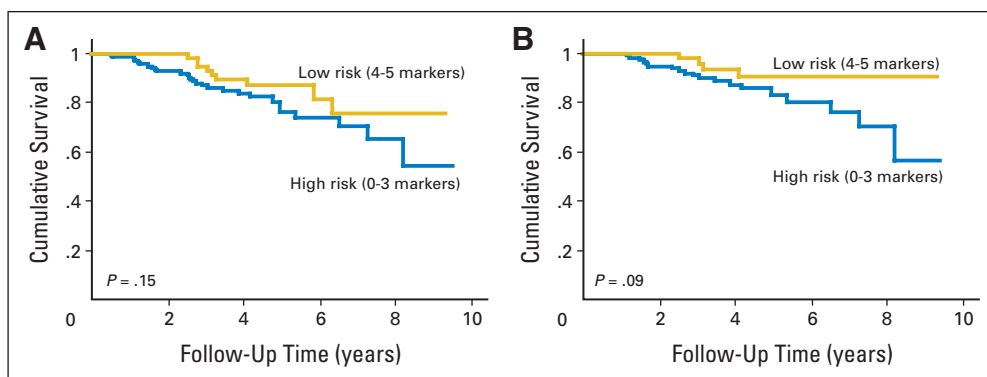 A
Cumulative Survival
1
.8
.6
.4
.2
0
2
4
6
8
10
Low risk (4-5 markers)
High risk (0-3 markers)
P = .15
Follow-Up Time (years)
B
Cumulative Survival
1
.8
.6
.4
.2
0
2
4
6
8
10
Low risk (4-5 markers)
High risk (0-3 markers)
P = .09
Follow-Up Time (years)